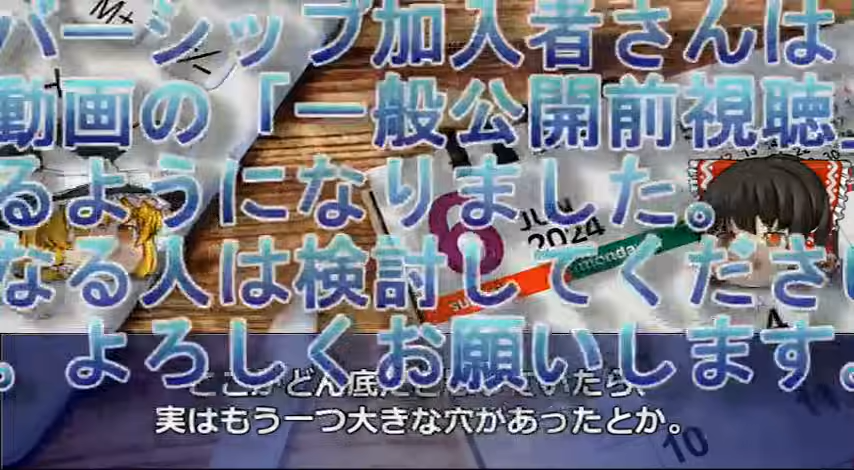 バーシップ加入者さんは
動画の「一般公開前視聴」
るようになりました。
なる人は検討してくださ
。よろしくお願いします。
6
JUN
2024
monday
実はもう一つ大きな穴があったとか。
10